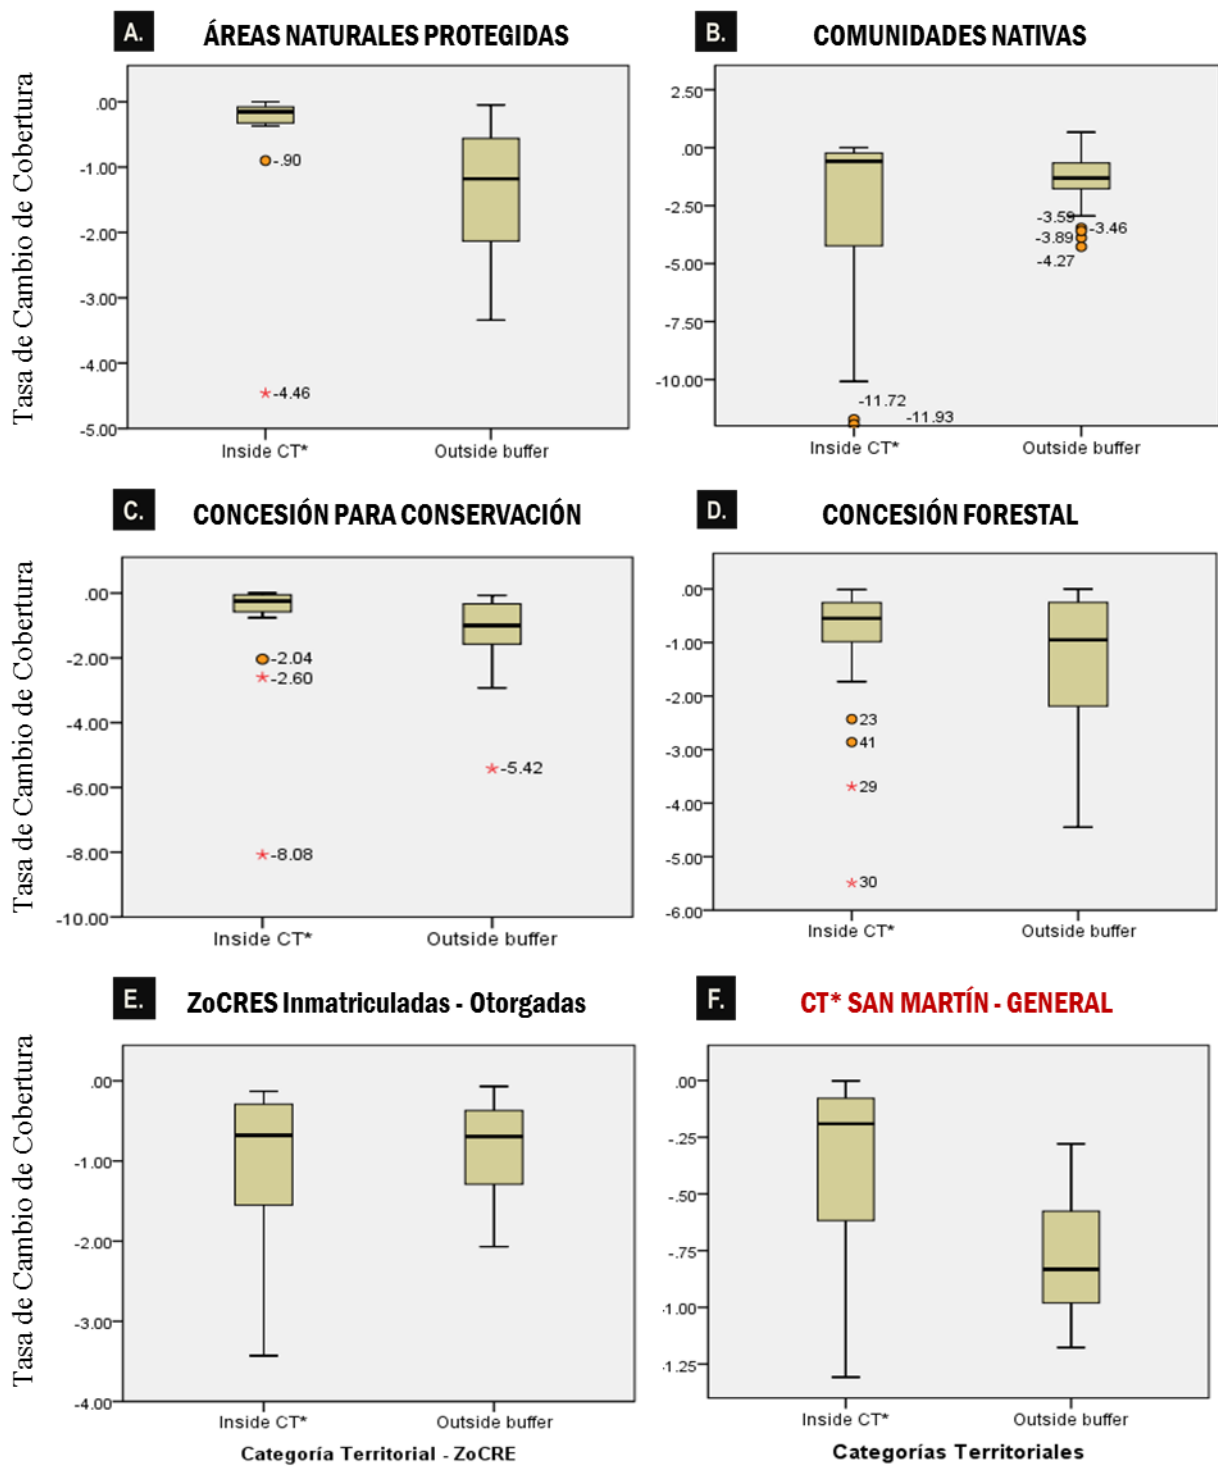 A. ÁREAS NATURALES PROTEGIDAS
Tasa de Cambio de Cobertura
.00
-1.00
-2.00
-3.00
-4.00
-5.00
-.90
-4.46
Inside CT*
Outside buffer
B. COMUNIDADES NATIVAS
2.50
.00
-2.50
-5.00
-7.50
-10.00
-11.72
-11.93
-3.59
-3.46
-3.89
-4.27
Inside CT*
Outside buffer
C. CONCESIÓN PARA CONSERVACIÓN
Tasa de Cambio de Cobertura
.00
-2.00
-4.00
-6.00
-8.00
-10.00
-2.04
-2.60
-8.08
-5.42
Inside CT*
Outside buffer
D. CONCESIÓN FORESTAL
.00
-1.00
-2.00
-3.00
-4.00
-5.00
-6.00
23
41
29
30
Inside CT*
Outside buffer
E. ZoCRES Inmatriculadas - Otorgadas
Tasa de Cambio de Cobertura
.00
-1.00
-2.00
-3.00
-4.00
Inside CT*
Outside buffer
Categoría Territorial - ZoCRE
F. CT* SAN MARTÍN - GENERAL
.00
-.25
-.50
-.75
-1.00
-1.25
Inside CT*
Outside buffer
Categorías Territoriales